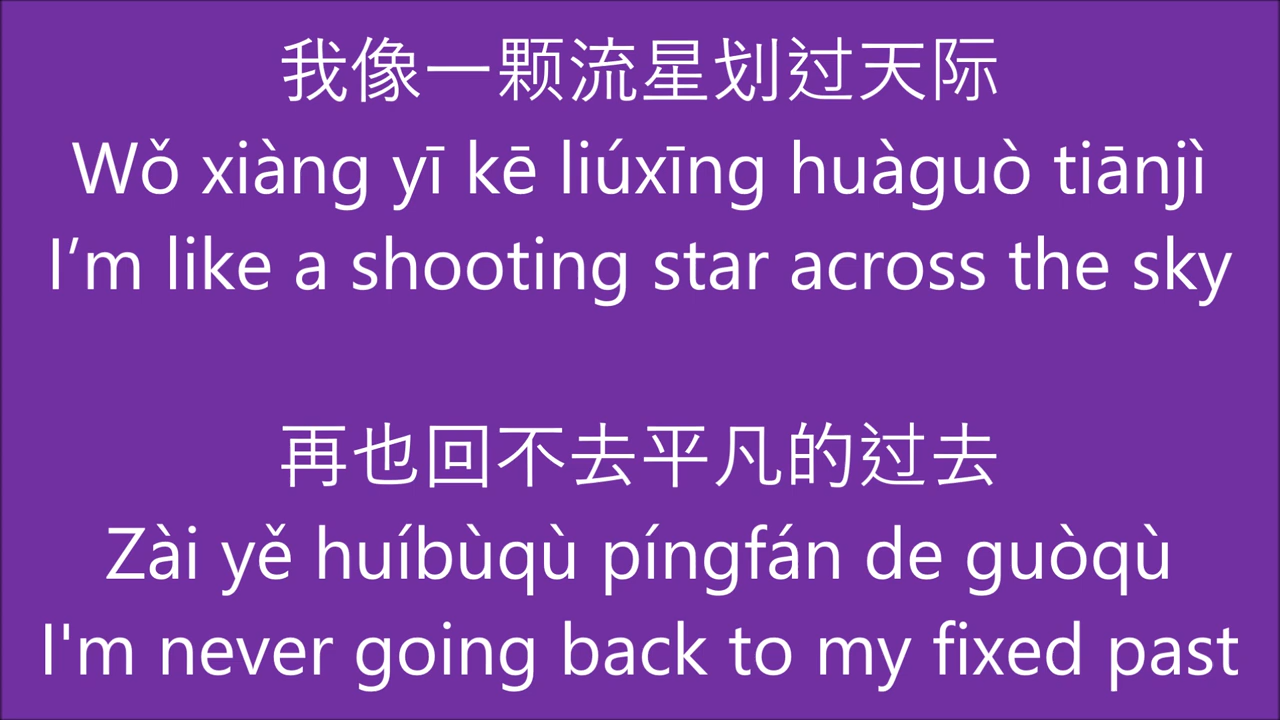 我像一颗流星划过天际
Wǒ xiàng yī kē liúxīng huàguò tiānjì
I’m like a shooting star across the sky
再也回不去平凡的过去
Zài yě huíbùqù píngfán de guòqù
I'm never going back to my fixed past